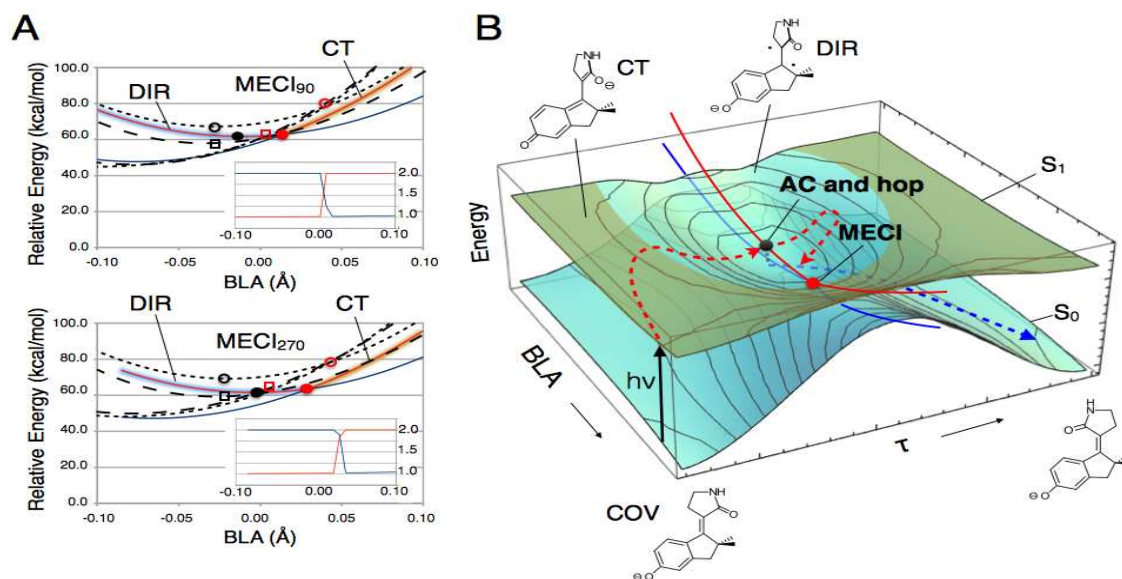 A
CT
100.0
MECI90
80.0
DIR
60.0
40.0
2.0
20.0
1.5
1.0
0.0
-0.10 0.00 0.10
-0.10 -0.05 0.00 0.05 0.10
BLA (Å)
Relative Energy (kcal/mol)
DIR
CT
100.0
MECI270
80.0
60.0
40.0
2.0
20.0
1.5
1.0
0.0
-0.10 0.00 0.10
-0.10 -0.05 0.00 0.05 0.10
BLA (Å)
Relative Energy (kcal/mol)
B
NH
O
DIR
NH
CT
O
⊖
O
⊖O
S1
AC and hop
MECI
Energy
S0
BLA
hν
τ
NH
O
⊖O
COV
NH
O
⊖O